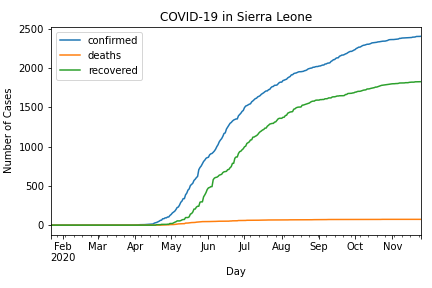 COVID-19 in Sierra Leone
confirmed
deaths
recovered
2500
2000
1500
1000
500
0
Number of Cases
Feb Mar Apr May Jun Jul Aug Sep Oct Nov
2020
Day